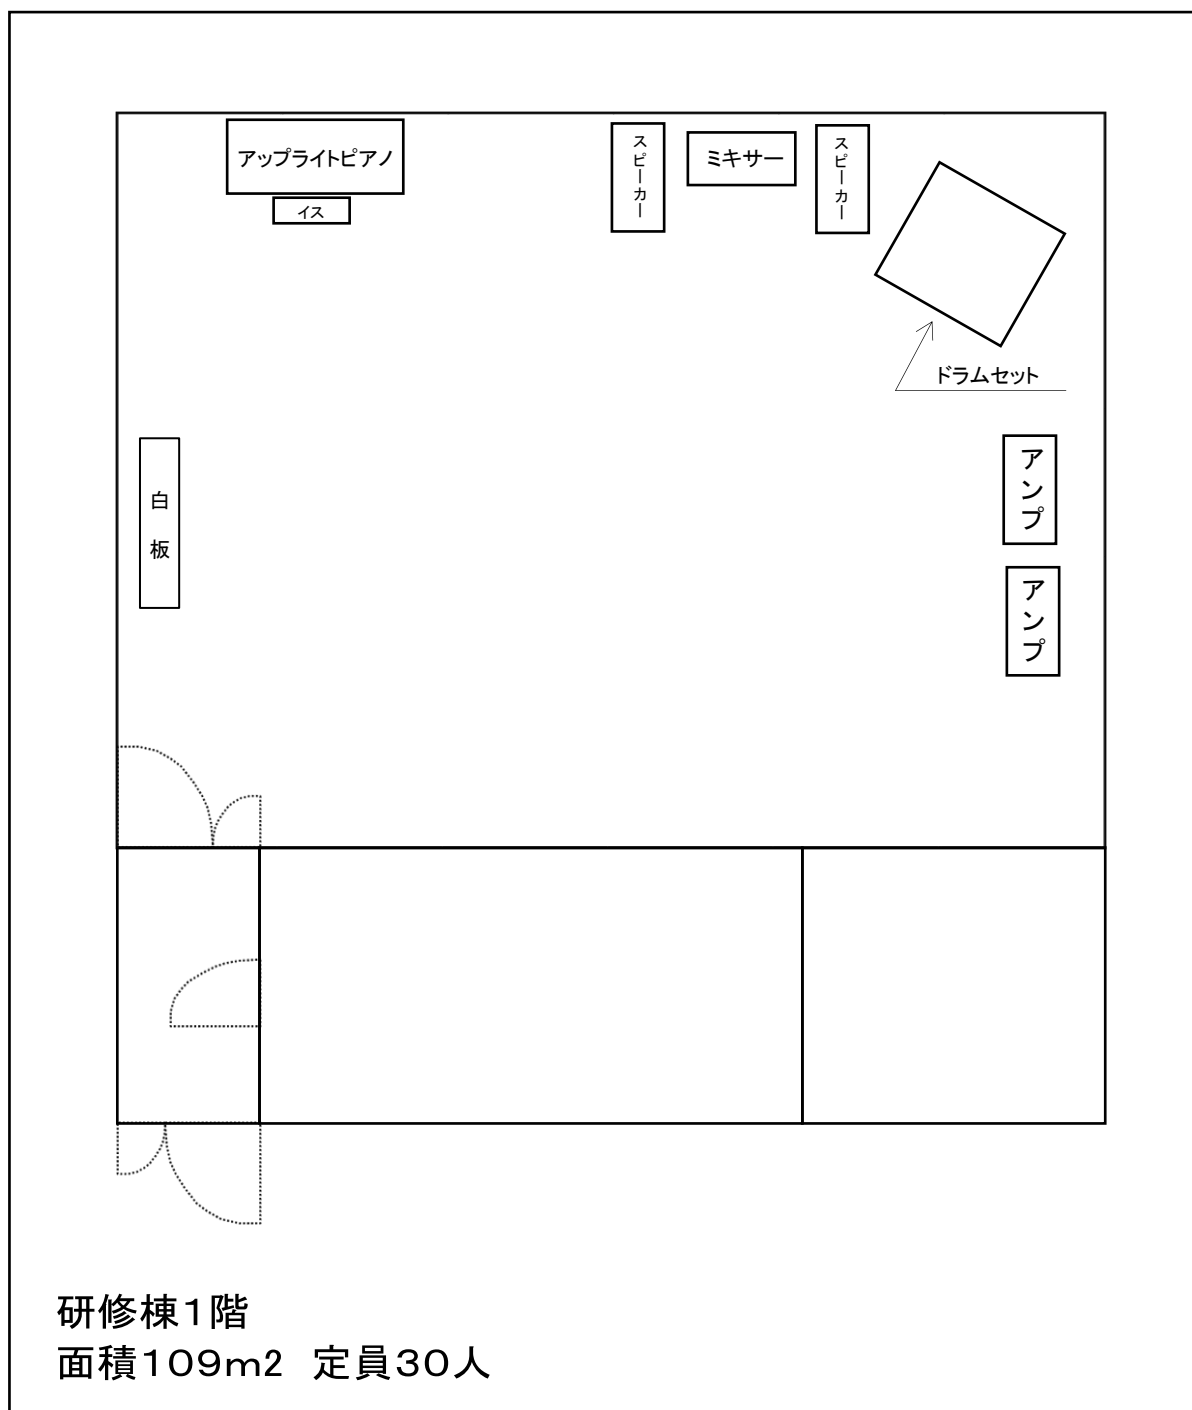 アップライトピアノ
イス
スピーカー
ミキサー
スピーカー
ドラムセット
アンプ
白板
アンプ
研修棟１階
面積１０９ｍ２　定員３０人